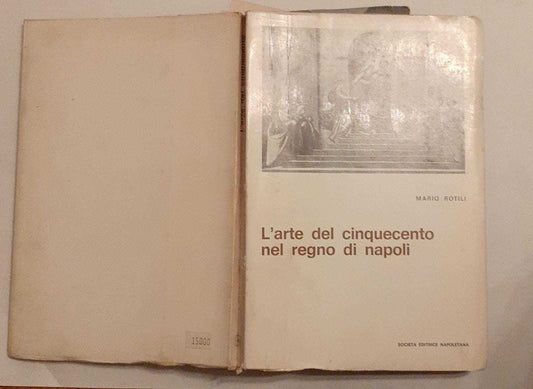 MARIO ROTILI
L'arte del cinquecento
nel regno di napoli
SOCIETÀ EDITRICE NAPOLETANA
15000